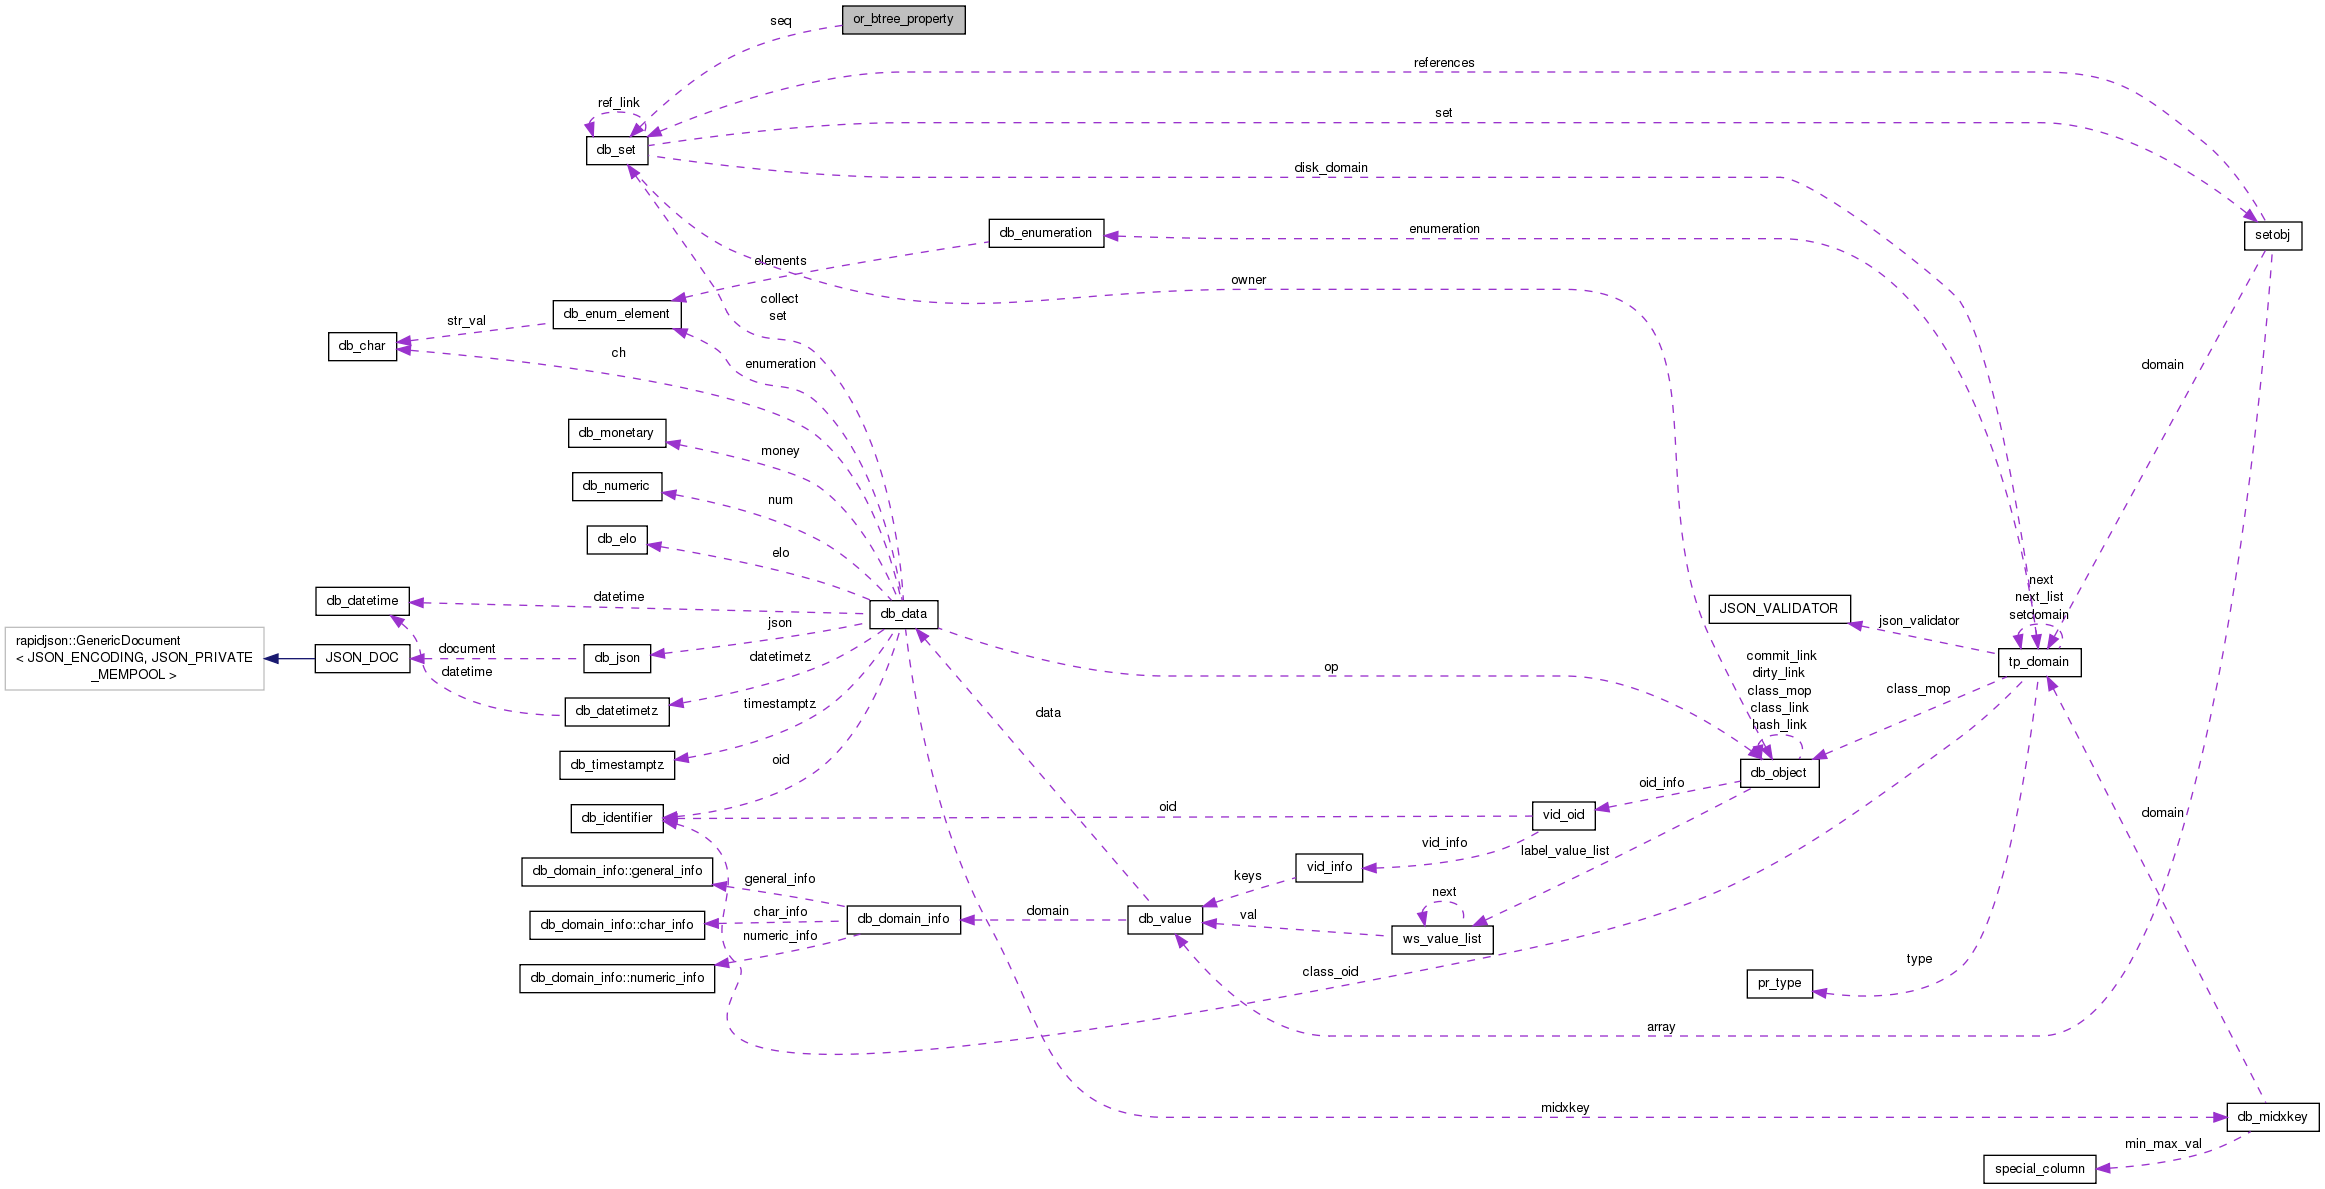 seq
or_btree_property
references
ref_link
set
db_set
disk_domain
enumeration
db_enumeration
setobj
elements
owner
collect
set
db_enum_element
str_val
db_char
ch
enumeration
domain
db_monetary
money
db_numeric
num
db_elo
elo
next
next_list
setdomain
db_datetime
datetime
db_data
JSON_VALIDATOR
json_validator
json
rapidjson::GenericDocument
< JSON_ENCODING, JSON_PRIVATE
_MEMPOOL >
JSON_DOC
document
db_json
datetimetz
tp_domain
datetime
op
commit_link
dirty_link
class_mop
class_link
hash_link
class_mop
db_datetimetz
timestamptz
data
db_timestamptz
oid
db_object
oid_info
db_identifier
oid
vid_oid
domain
vid_info
label_value_list
db_domain_info::general_info
general_info
keys
vid_info
next
db_domain_info::char_info
char_info
db_domain_info
domain
db_value
val
ws_value_list
numeric_info
db_domain_info::numeric_info
class_oid
type
pr_type
array
midxkey
db_midxkey
min_max_val
special_column